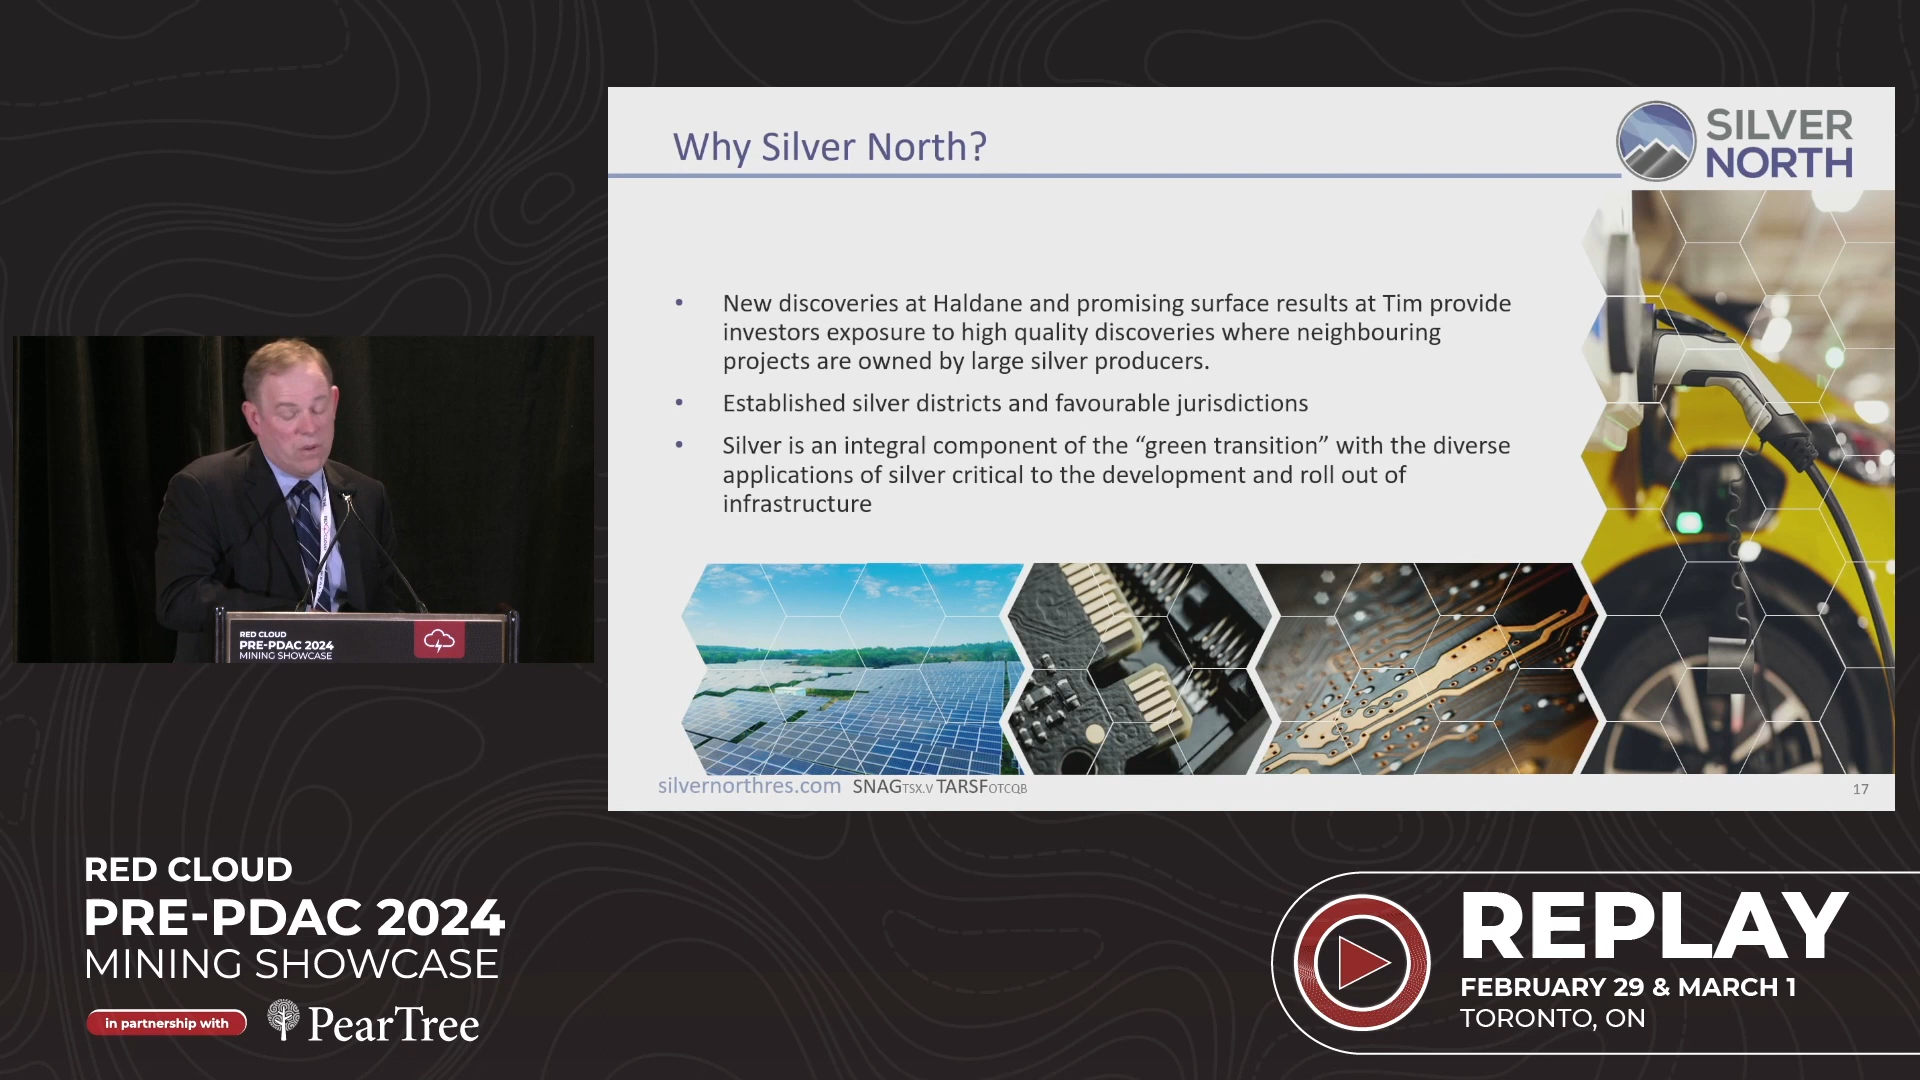 Why Silver North?
SILVER
NORTH
• New discoveries at Haldane and promising surface results at Tim provide
investors exposure to high quality discoveries where neighbouring
projects are owned by large silver producers.
• Established silver districts and favourable jurisdictions
• Silver is an integral component of the “green transition” with the diverse
applications of silver critical to the development and roll out of
infrastructure
silvernorthres.com SNAGTSX.V TARSFOTCQB
17
RED CLOUD
PRE-PDAC 2024
MINING SHOWCASE
RED CLOUD
PRE-PDAC 2024
MINING SHOWCASE
in partnership with PearTree
REPLAY
FEBRUARY 29 & MARCH 1
TORONTO, ON